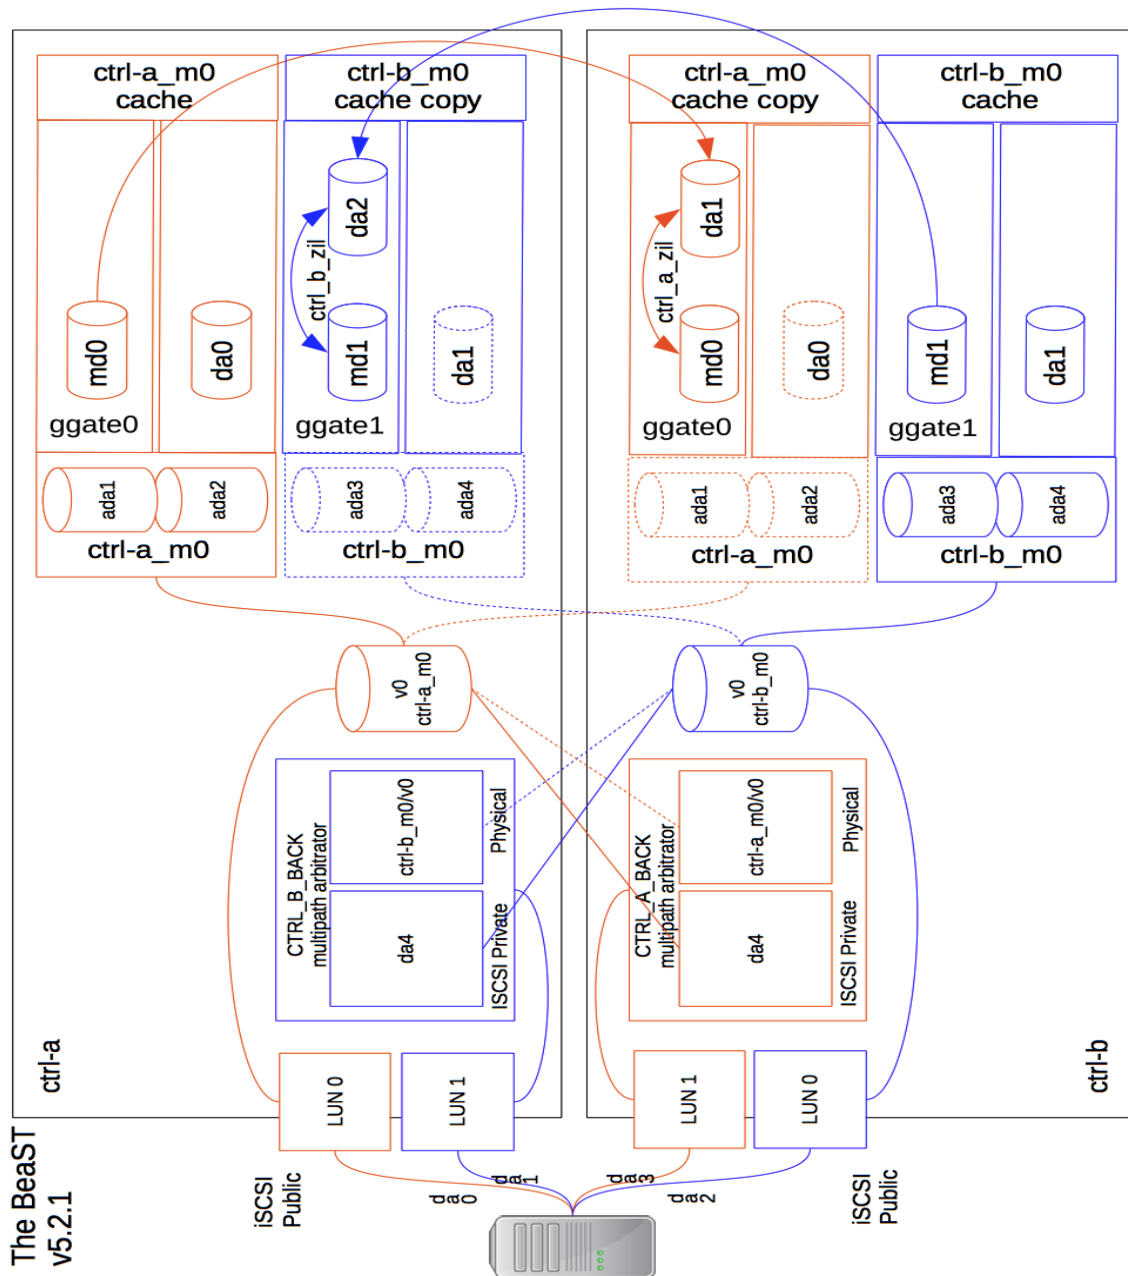 ctrl-a_m0
cache
ctrl-b_m0
cache copy
ctrl-a_m0
cache copy
ctrl-b_m0
cache
md0
da0
ggate0
da2
ctrl_b_zil
md1
da1
ggate1
da1
ctrl_a_zil
md0
da0
ggate0
md1
da1
ggate1
ada1
ada2
ctrl-a_m0
ada3
ada4
ctrl-b_m0
ada1
ada2
ctrl-a_m0
ada3
ada4
ctrl-b_m0
v0
ctrl-a_m0
v0
ctrl-b_m0
CTRL_B_BACK
multipath arbitrator
ctrl-b_m0/v0
Physical
da4
ISCSI Private
CTRL_A_BACK
multipath arbitrator
ctrl-a_m0/v0
Physical
da4
ISCSI Private
ctrl-a
ctrl-b
LUN 0
LUN 1
LUN 1
LUN 0
iSCSI
Public
da0
da1
da3
da2
iSCSI
Public
The BeaST
v5.2.1